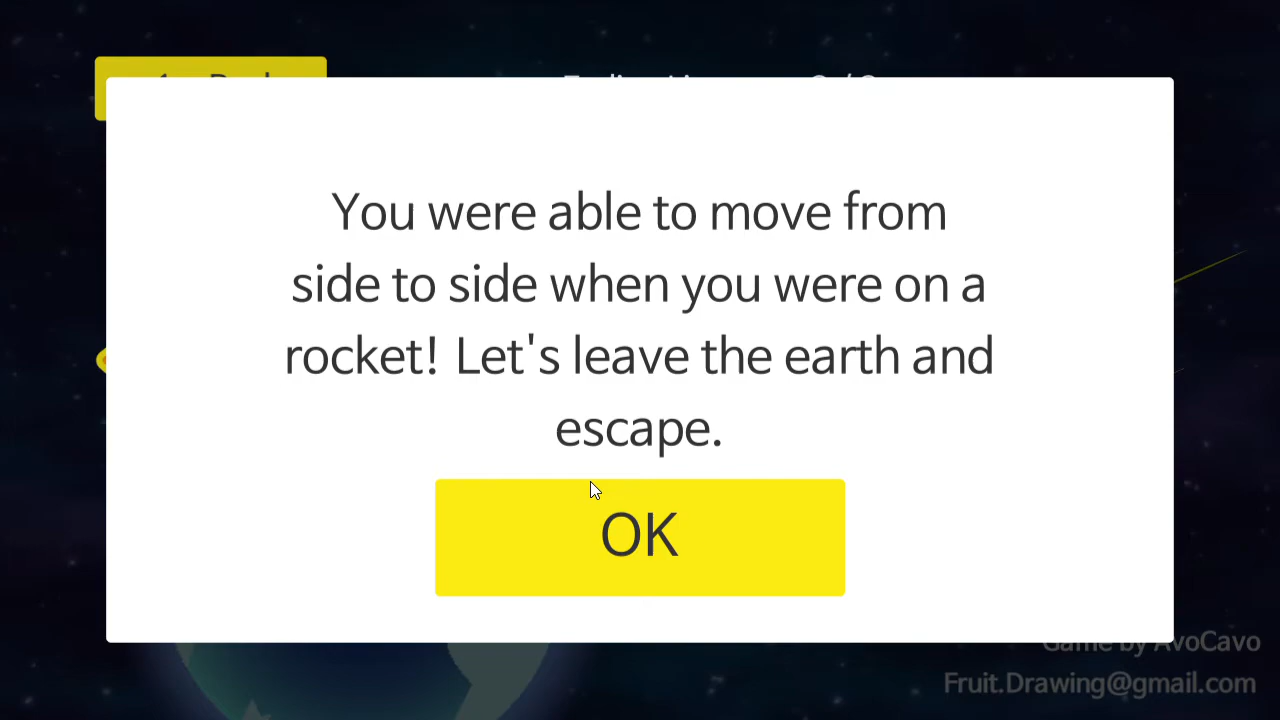 You were able to move from
side to side when you were on a
rocket! Let's leave the earth and
escape.
OK
Game by AvoCavo
Fruit.Drawing@gmail.com